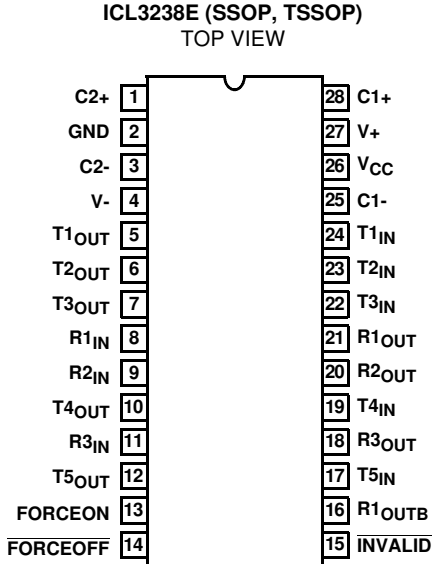 ICL3238E (SSOP, TSSOP)
TOP VIEW
C2+ 1 28 C1+
GND 2 27 V+
C2- 3 26 VCC
V- 4 25 C1-
T1OUT 5 24 T1IN
T2OUT 6 23 T2IN
T3OUT 7 22 T3IN
R1IN 8 21 R1OUT
R2IN 9 20 R2OUT
T4OUT 10 19 T4IN
R3IN 11 18 R3OUT
T5OUT 12 17 T5IN
FORCEON 13 16 R1OUTB
FORCEOFF 14 15 INVALID